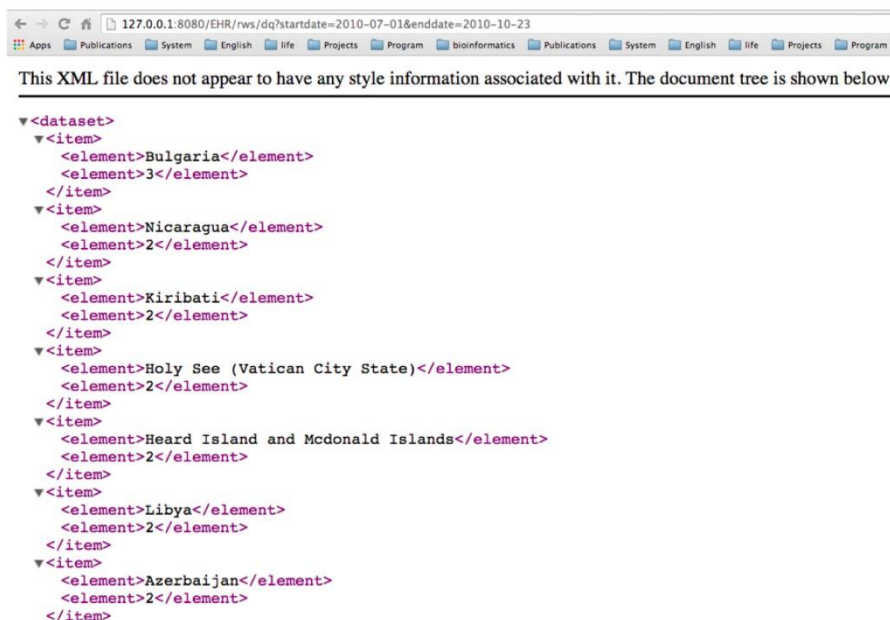 127.0.0.1:8080/EHR/rws/dq?startdate=2010-07-01&enddate=2010-10-23
Apps Publications System English life Projects Program bioinformatics Publications System English life Projects Program
This XML file does not appear to have any style information associated with it. The document tree is shown below
<dataset>
<item>
<element>Bulgaria</element>
<element>3</element>
</item>
<item>
<element>Nicaragua</element>
<element>2</element>
</item>
<item>
<element>Kiribati</element>
<element>2</element>
</item>
<item>
<element>Holy See (Vatican City State)</element>
<element>2</element>
</item>
<item>
<element>Heard Island and Mcdonald Islands</element>
<element>2</element>
</item>
<item>
<element>Libya</element>
<element>2</element>
</item>
<item>
<element>Azerbaijan</element>
<element>2</element>
</item>